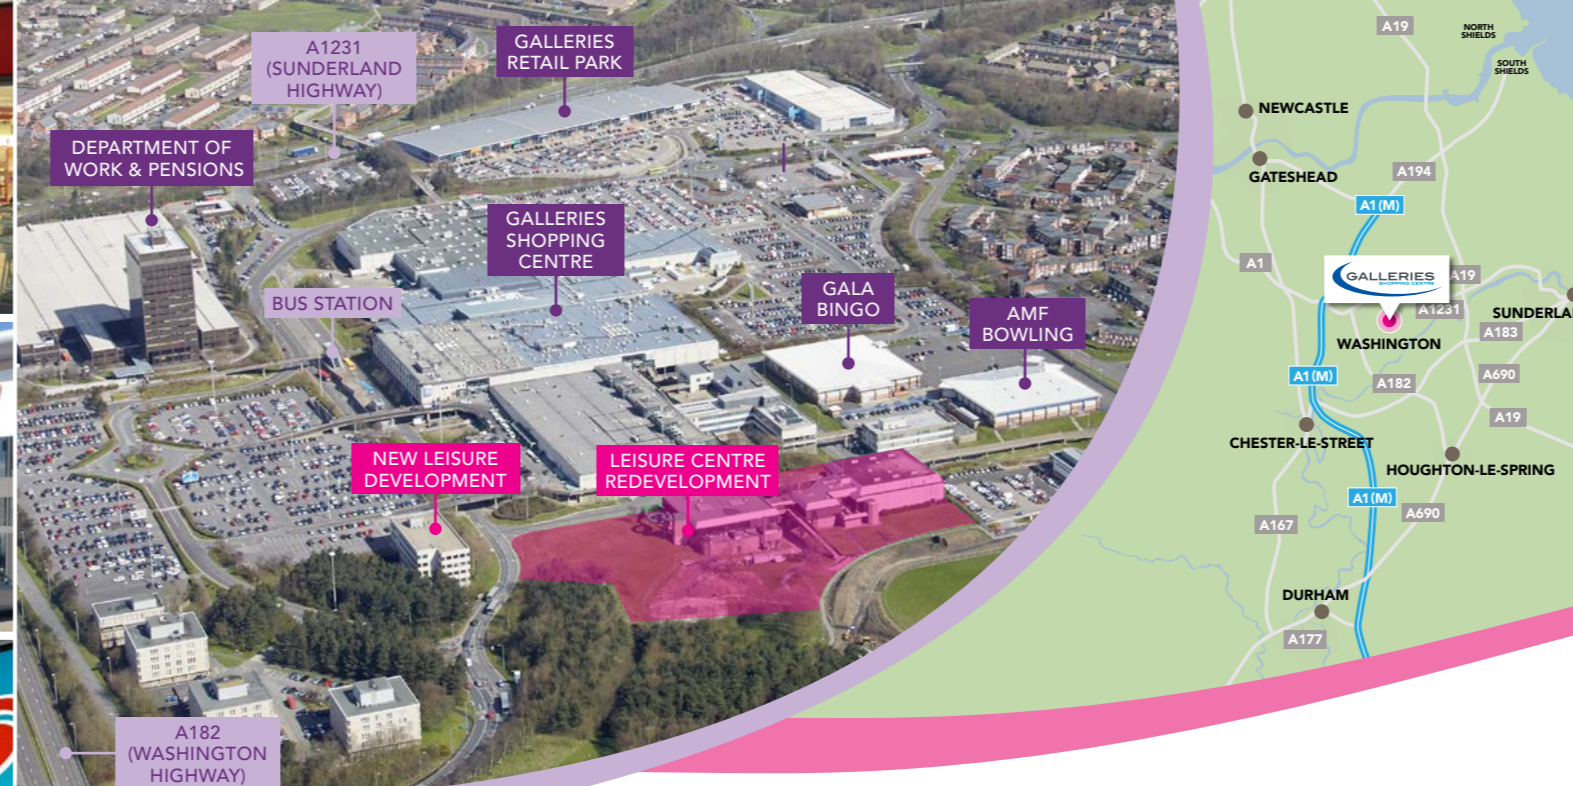 A1231
(SUNDERLAND
HIGHWAY)
GALLERIES
RETAIL PARK
DEPARTMENT OF
WORK & PENSIONS
GALLERIES
SHOPPING
CENTRE
BUS STATION
GALA
BINGO
AMF
BOWLING
NEW LEISURE
DEVELOPMENT
LEISURE CENTRE
REDEVELOPMENT
A182
(WASHINGTON
HIGHWAY)
A19
NORTH
SHIELDS
SOUTH
SHIELDS
NEWCASTLE
GATESHEAD
A194
A1(M)
A1
GALLERIES
SHOPPING CENTRE
A19
A1231
SUNDERLA
A183
WASHINGTON
A1(M)
A182
A690
A19
CHESTER-LE-STREET
HOUGHTON-LE-SPRING
A1(M)
A690
A167
DURHAM
A177